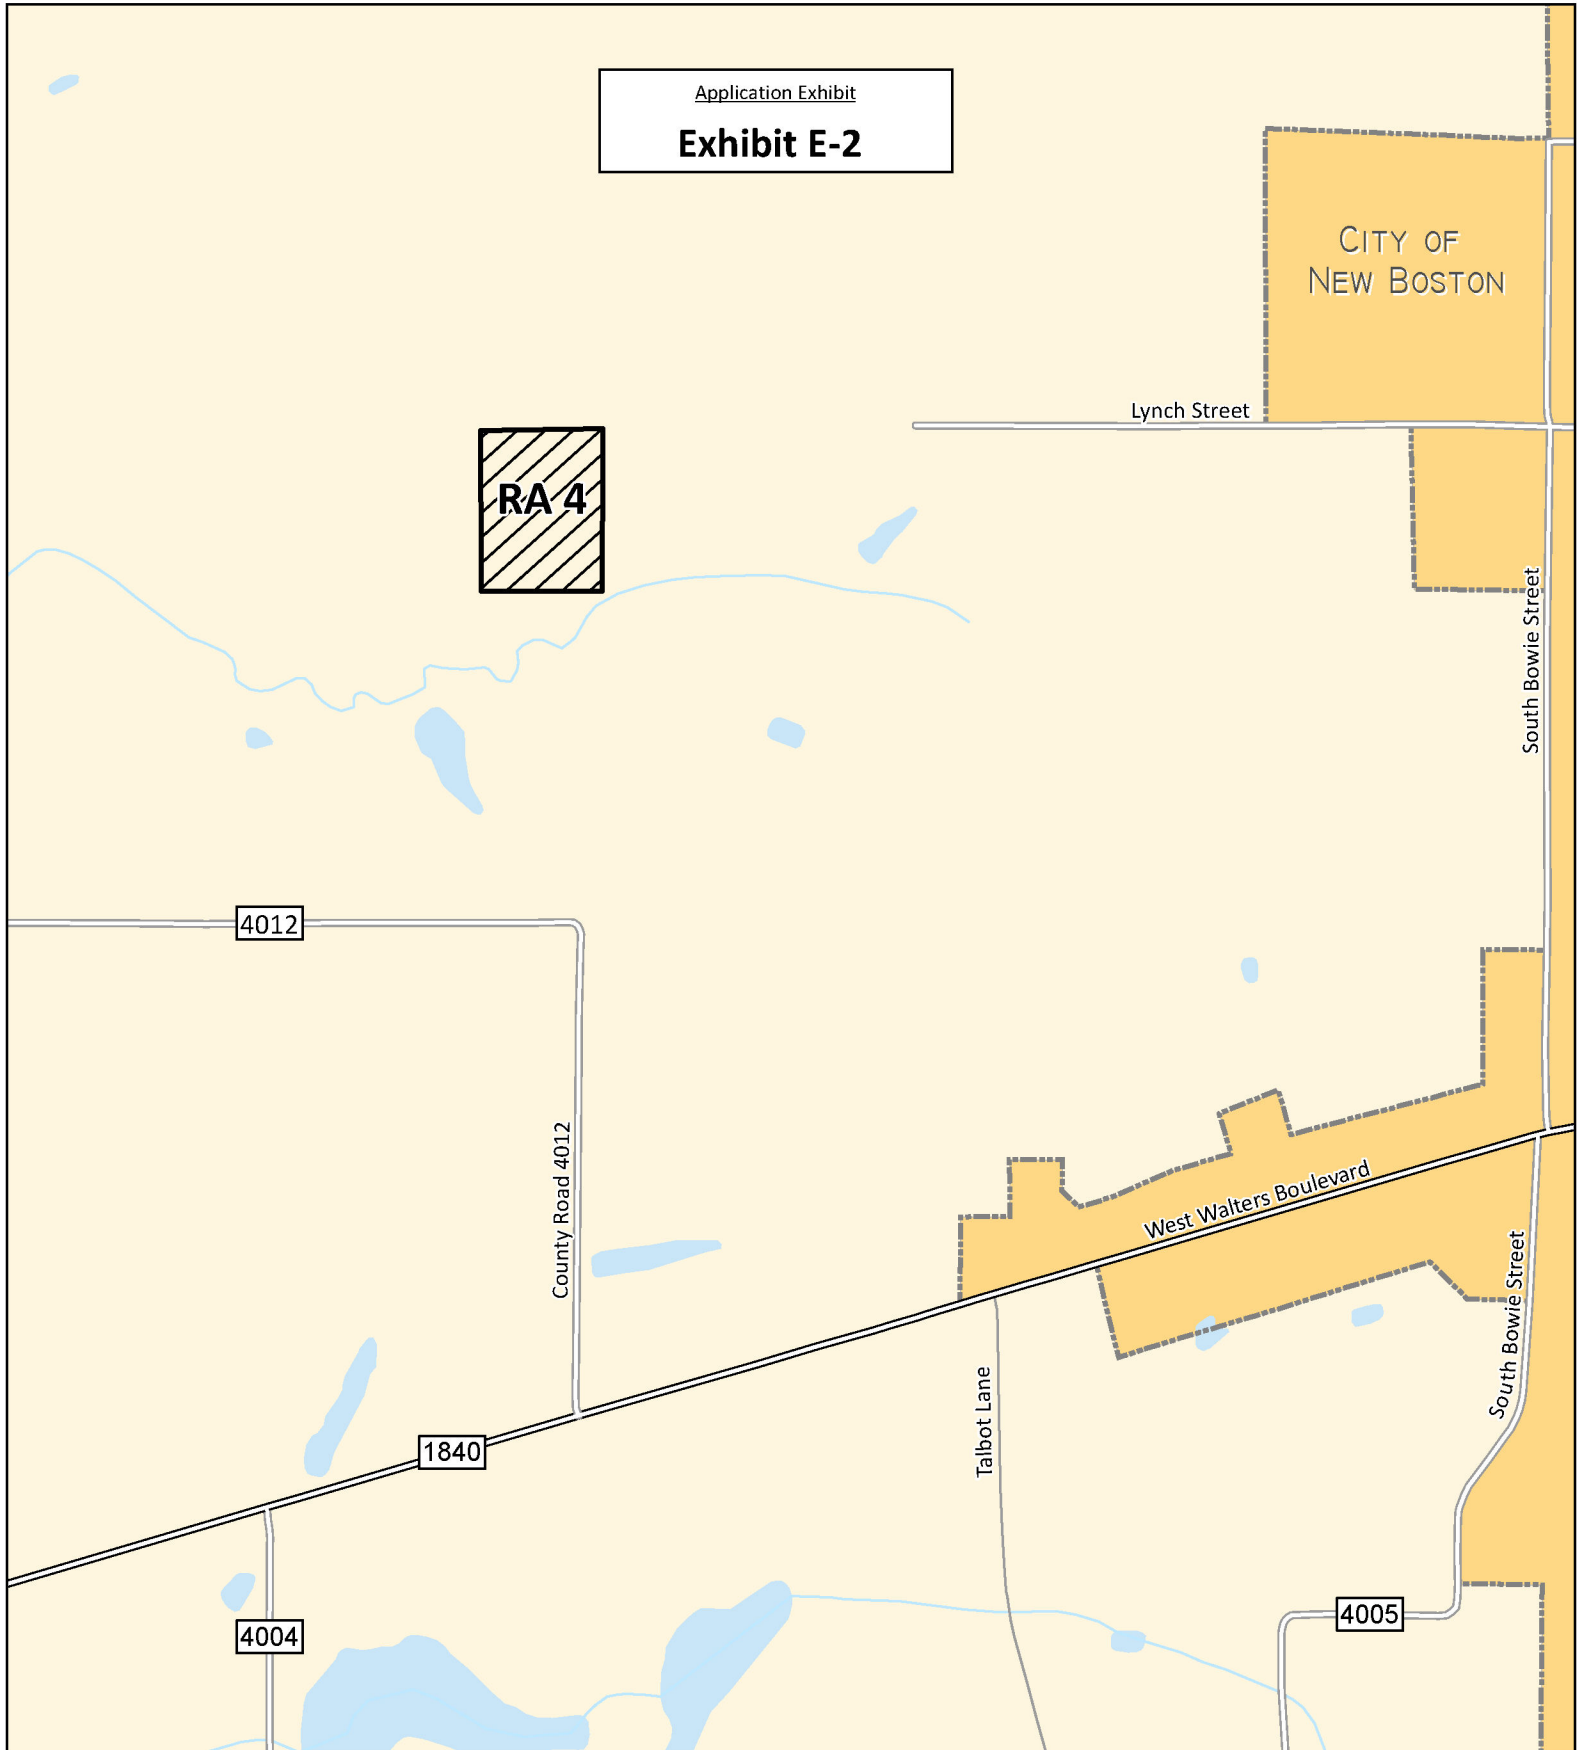 Application Exhibit
Exhibit E-2
CITY OF
NEW BOSTON
Lynch Street
RA 4
South Bowie Street
4012
County Road 4012
West Walters Boulevard
South Bowie Street
Talbot Lane
1840
4005
4004